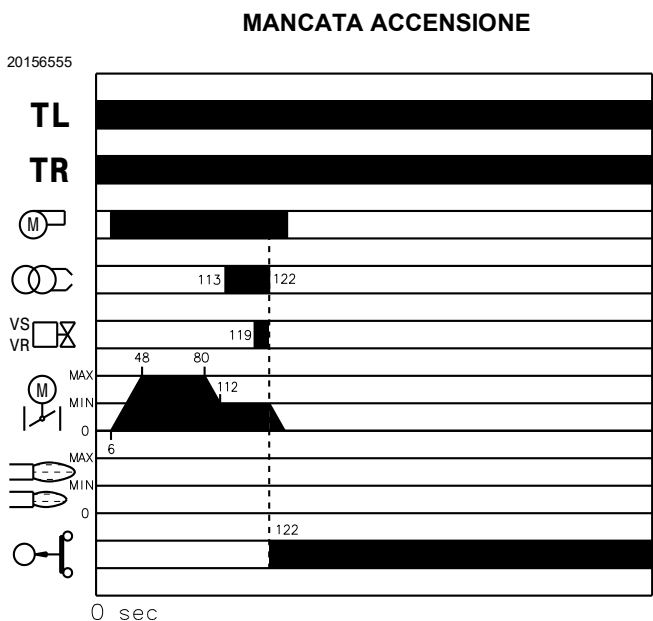 MANCATA ACCENSIONE
20156555
TL
TR
M
113 122
VS
VR 119
48 80
MAX
M 112
MIN
0
6
MAX
MIN
0
122
0 sec